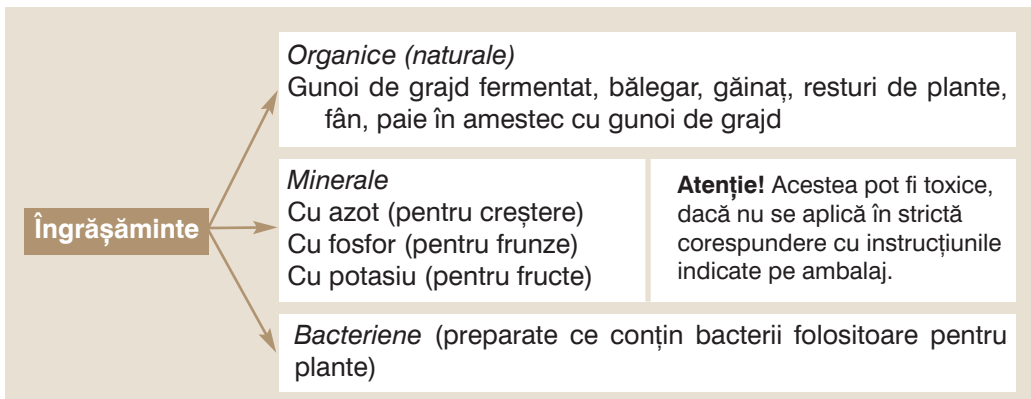 Îngrășăminte
Organice (naturale)
Gunoi de grajd fermentat, bălegar, găinaț, resturi de plante,
fân, paie în amestec cu gunoi de grajd
Minerale
Cu azot (pentru creștere)
Cu fosfor (pentru frunze)
Cu potasiu (pentru fructe)
Atenție! Acestea pot fi toxice,
dacă nu se aplică în strictă
corespundere cu instrucțiunile
indicate pe ambalaj.
Bacteriene (preparate ce conțin bacterii folositoare pentru
plante)